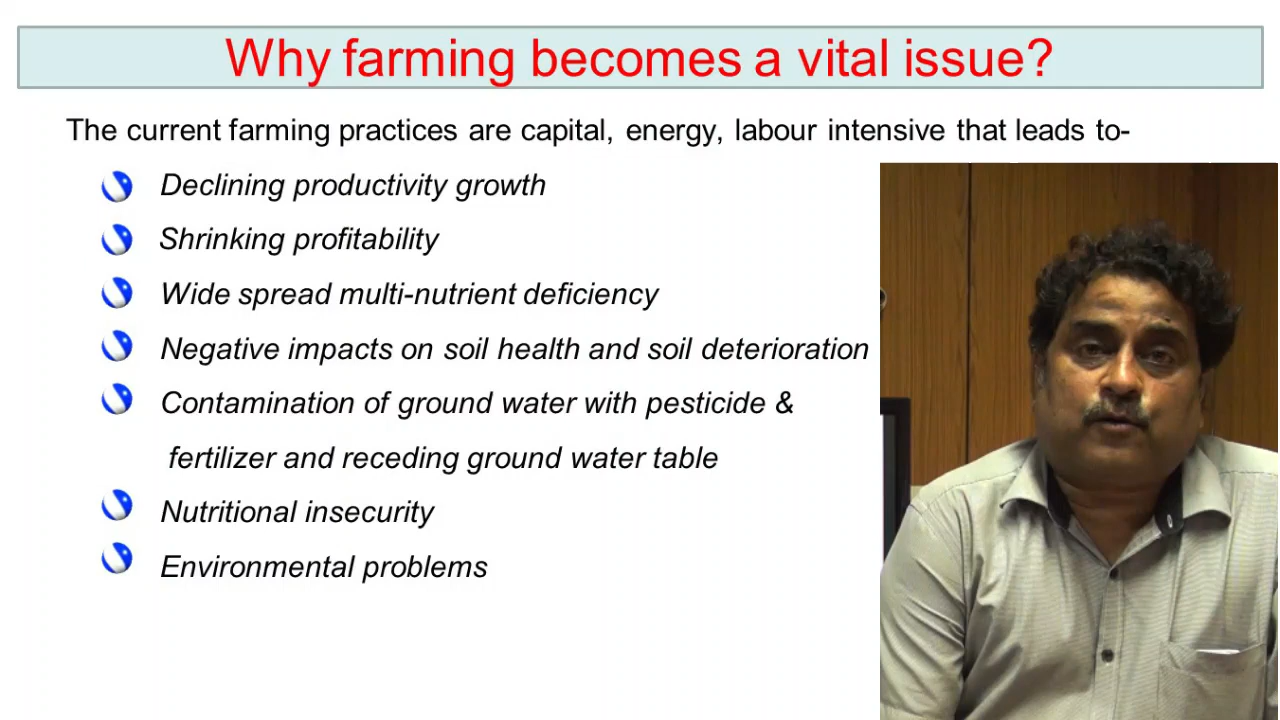 Why farming becomes a vital issue?
The current farming practices are capital, energy, labour intensive that leads to-
Declining productivity growth
Shrinking profitability
Wide spread multi-nutrient deficiency
Negative impacts on soil health and soil deterioration
Contamination of ground water with pesticide &
fertilizer and receding ground water table
Nutritional insecurity
Environmental problems